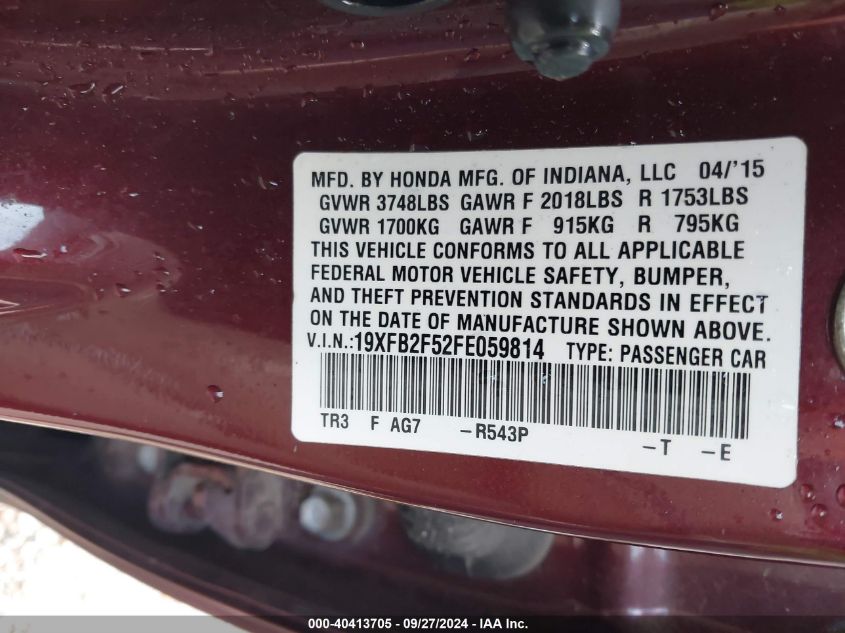 MFD. BY HONDA MFG. OF INDIANA, LLC 04/'15
GVWR 3748LBS GAWR F 2018LBS R 1753LBS
GVWR 1700KG GAWR F 915KG R 795KG
THIS VEHICLE CONFORMS TO ALL APPLICABLE
FEDERAL MOTOR VEHICLE SAFETY, BUMPER,
AND THEFT PREVENTION STANDARDS IN EFFECT
ON THE DATE OF MANUFACTURE SHOWN ABOVE.
V.I.N.:19XFB2F52FE059814 TYPE: PASSENGER CAR
TR3 F AG7 -R543P -T -E
000-40413705 - 09/27/2024 - IAA Inc.